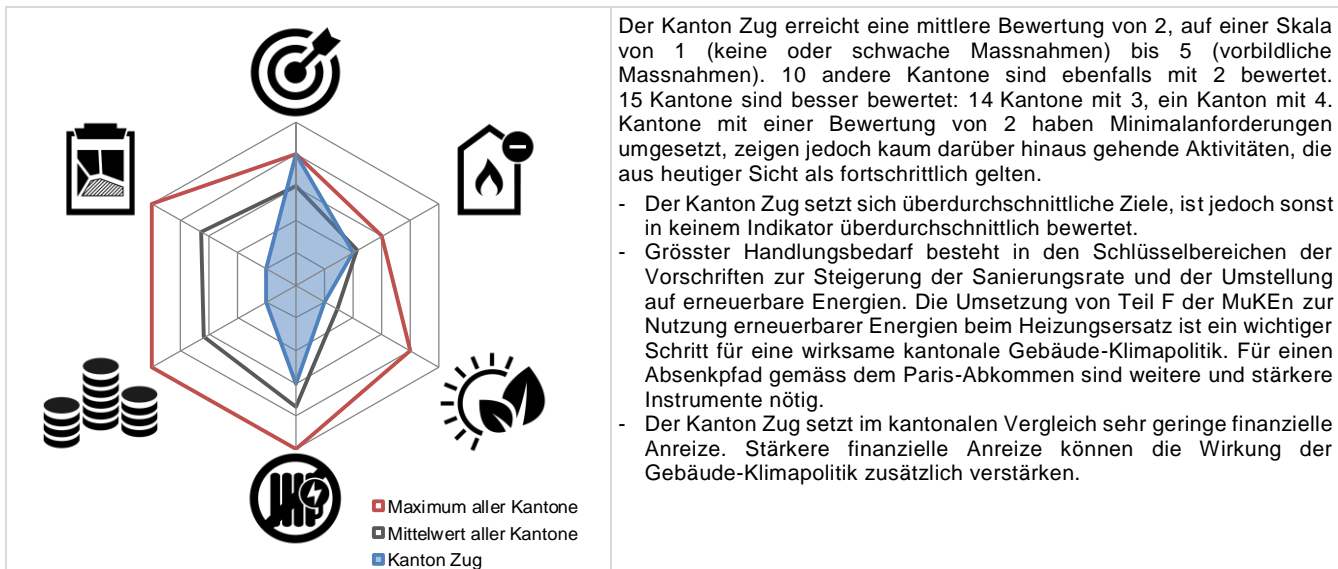 Der Kanton Zug erreicht eine mittlere Bewertung von 2, auf einer Skala
von 1 (keine oder schwache Massnahmen) bis 5 (vorbildliche
Massnahmen). 10 andere Kantone sind ebenfalls mit 2 bewertet.
15 Kantone sind besser bewertet: 14 Kantone mit 3, ein Kanton mit 4.
Kantone mit einer Bewertung von 2 haben Minimalanforderungen
umgesetzt, zeigen jedoch kaum darüber hinaus gehende Aktivitäten, die
aus heutiger Sicht als fortschrittlich gelten.
- Der Kanton Zug setzt sich überdurchschnittliche Ziele, ist jedoch sonst
in keinem Indikator überdurchschnittlich bewertet.
- Grösster Handlungsbedarf besteht in den Schlüsselbereichen der
Vorschriften zur Steigerung der Sanierungsrate und der Umstellung
auf erneuerbare Energien. Die Umsetzung von Teil F der MuKEn zur
Nutzung erneuerbarer Energien beim Heizungsersatz ist ein wichtiger
Schritt für eine wirksame kantonale Gebäude-Klimapolitik. Für einen
Absenkpfad gemäss dem Paris-Abkommen sind weitere und stärkere
Instrumente nötig.
- Der Kanton Zug setzt im kantonalen Vergleich sehr geringe finanzielle
Anreize. Stärkere finanzielle Anreize können die Wirkung der
Gebäude-Klimapolitik zusätzlich verstärken.
Maximum aller Kantone
Mittelwert aller Kantone
Kanton Zug